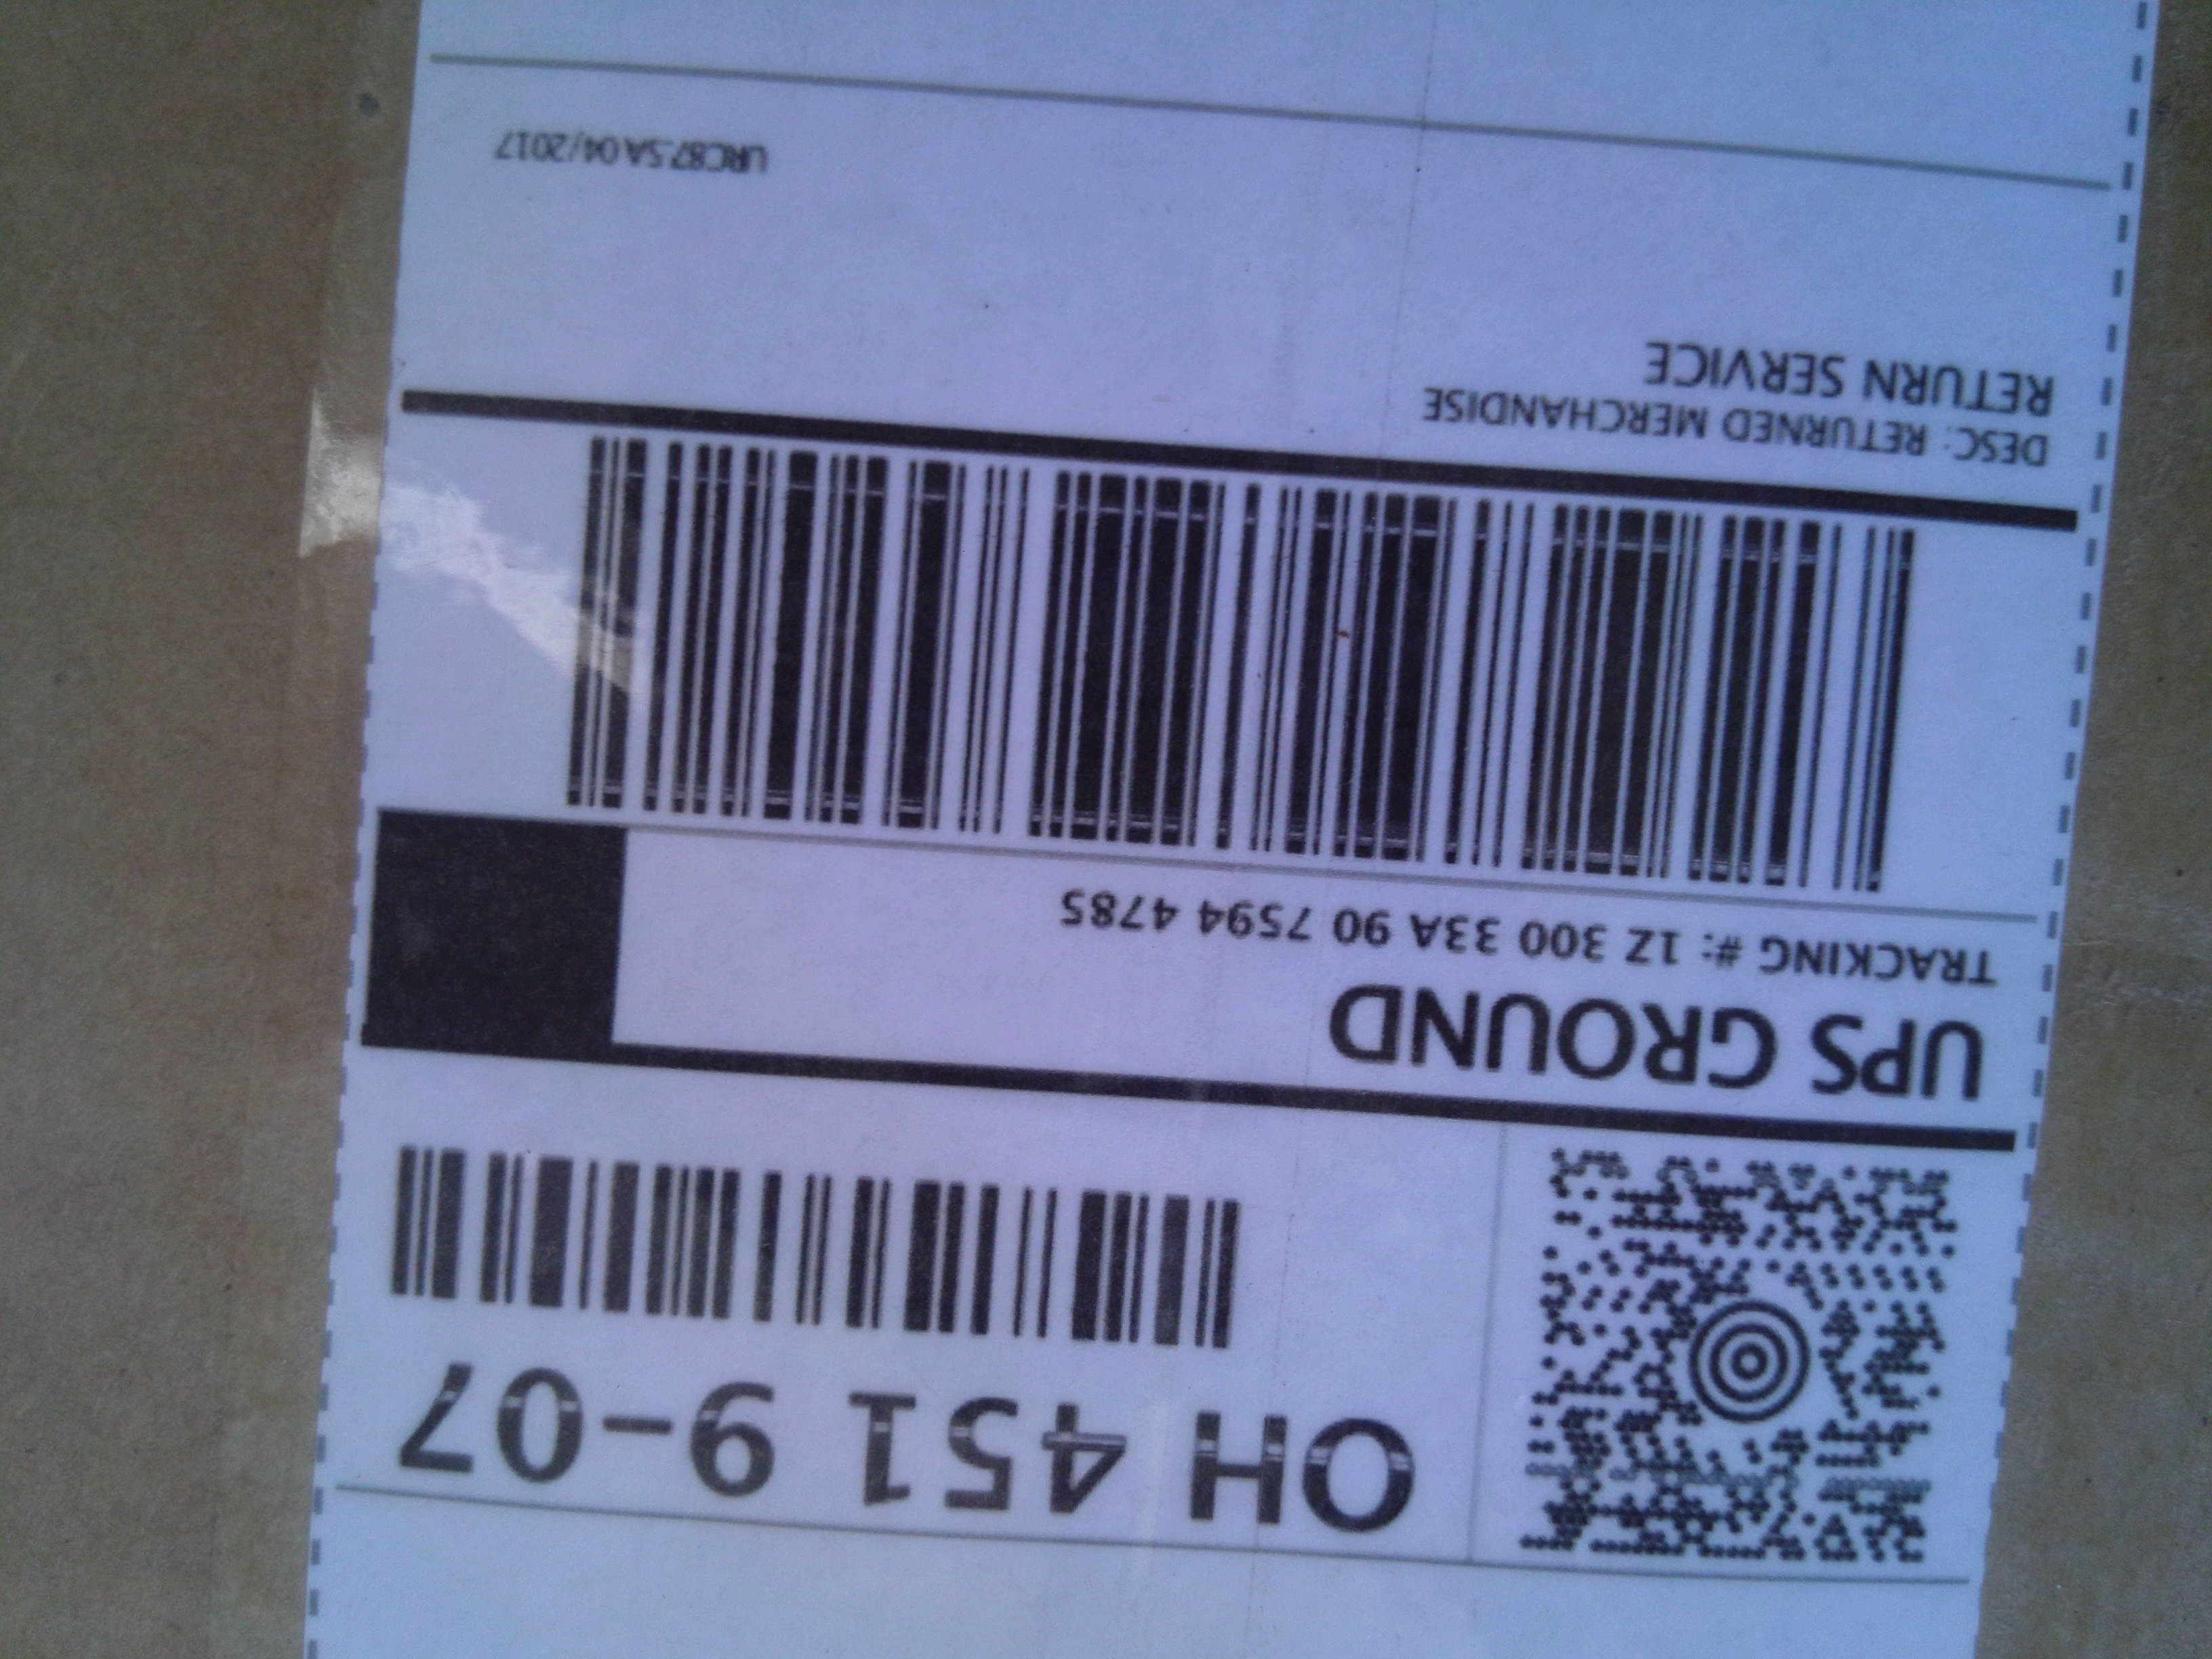 OH 451 9-07
UPS GROUND
TRACKING #: 1Z 300 33A 90 7594 4785
DESC: RETURNED MERCHANDISE
RETURN SERVICE
URC87.5A 04/2017